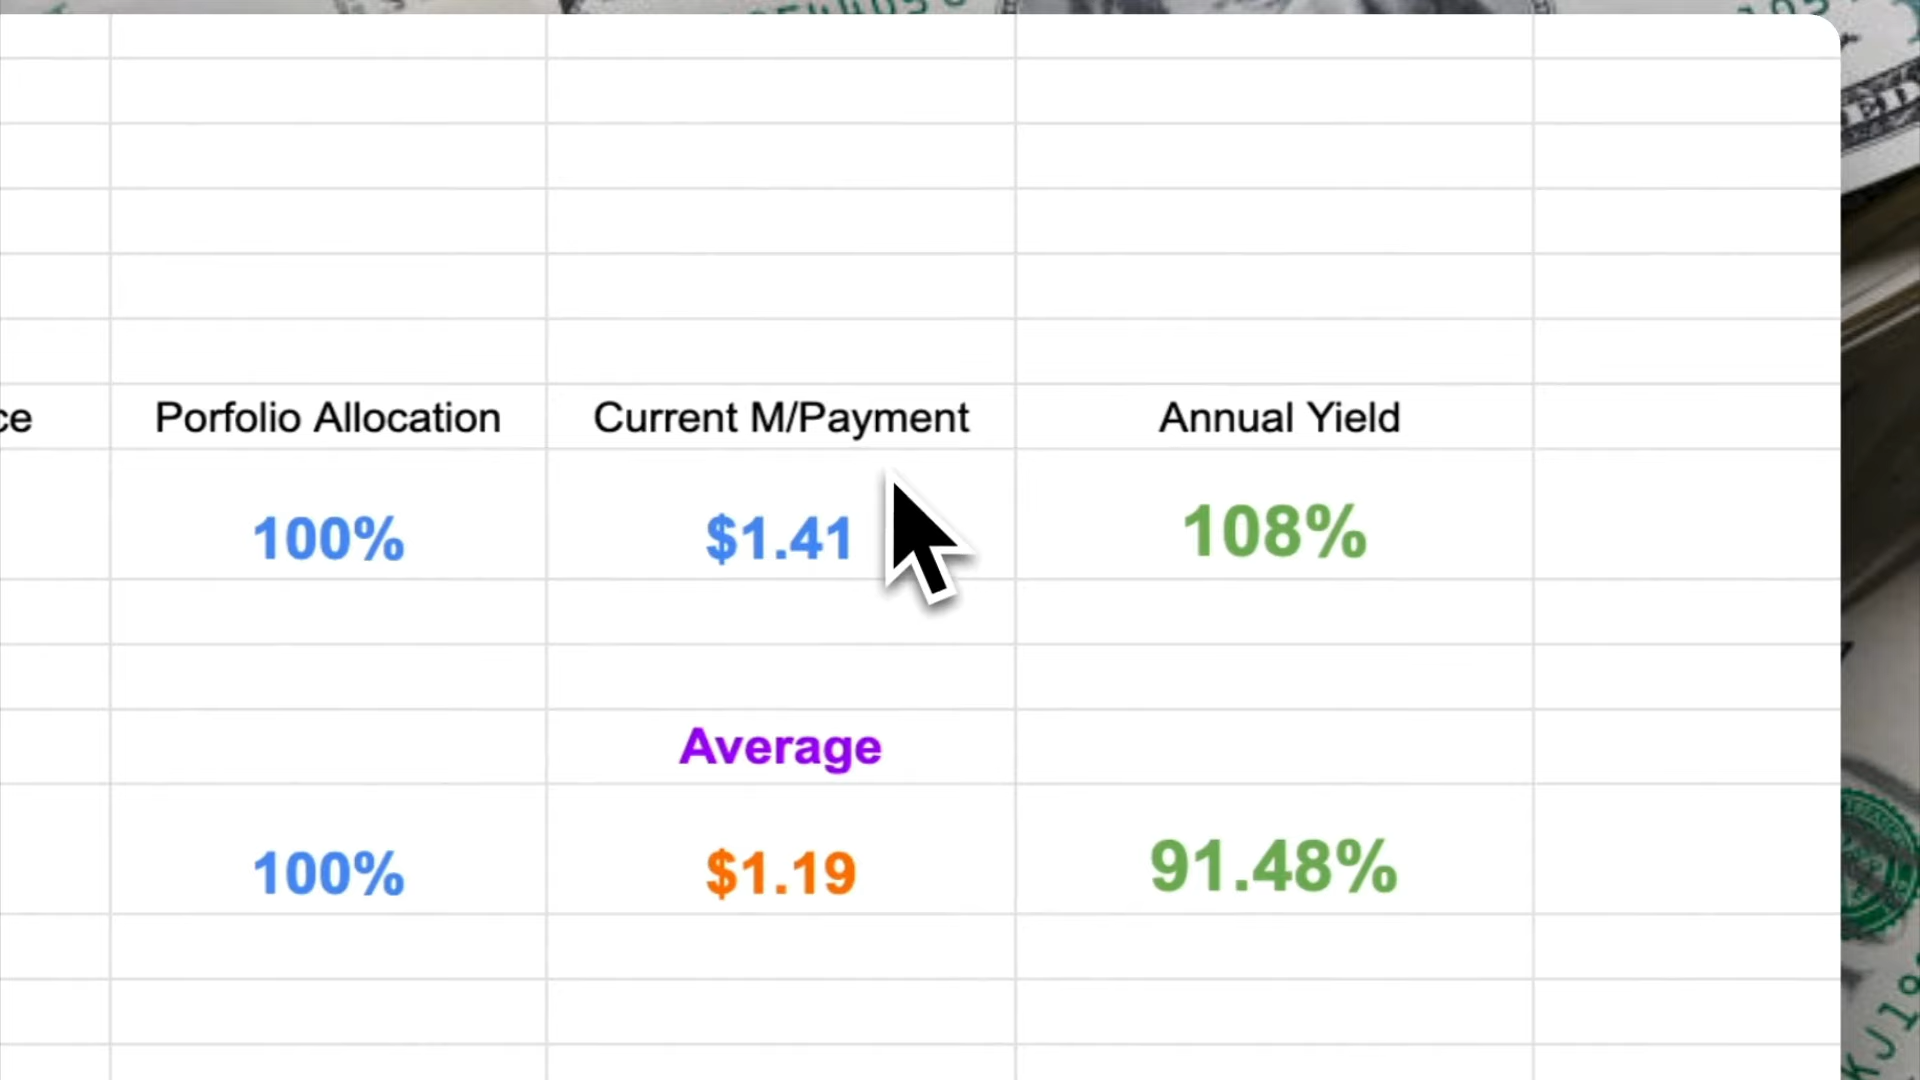 ce Porfolio Allocation Current M/Payment Annual Yield
100% $1.41 108%
Average
100% $1.19 91.48%